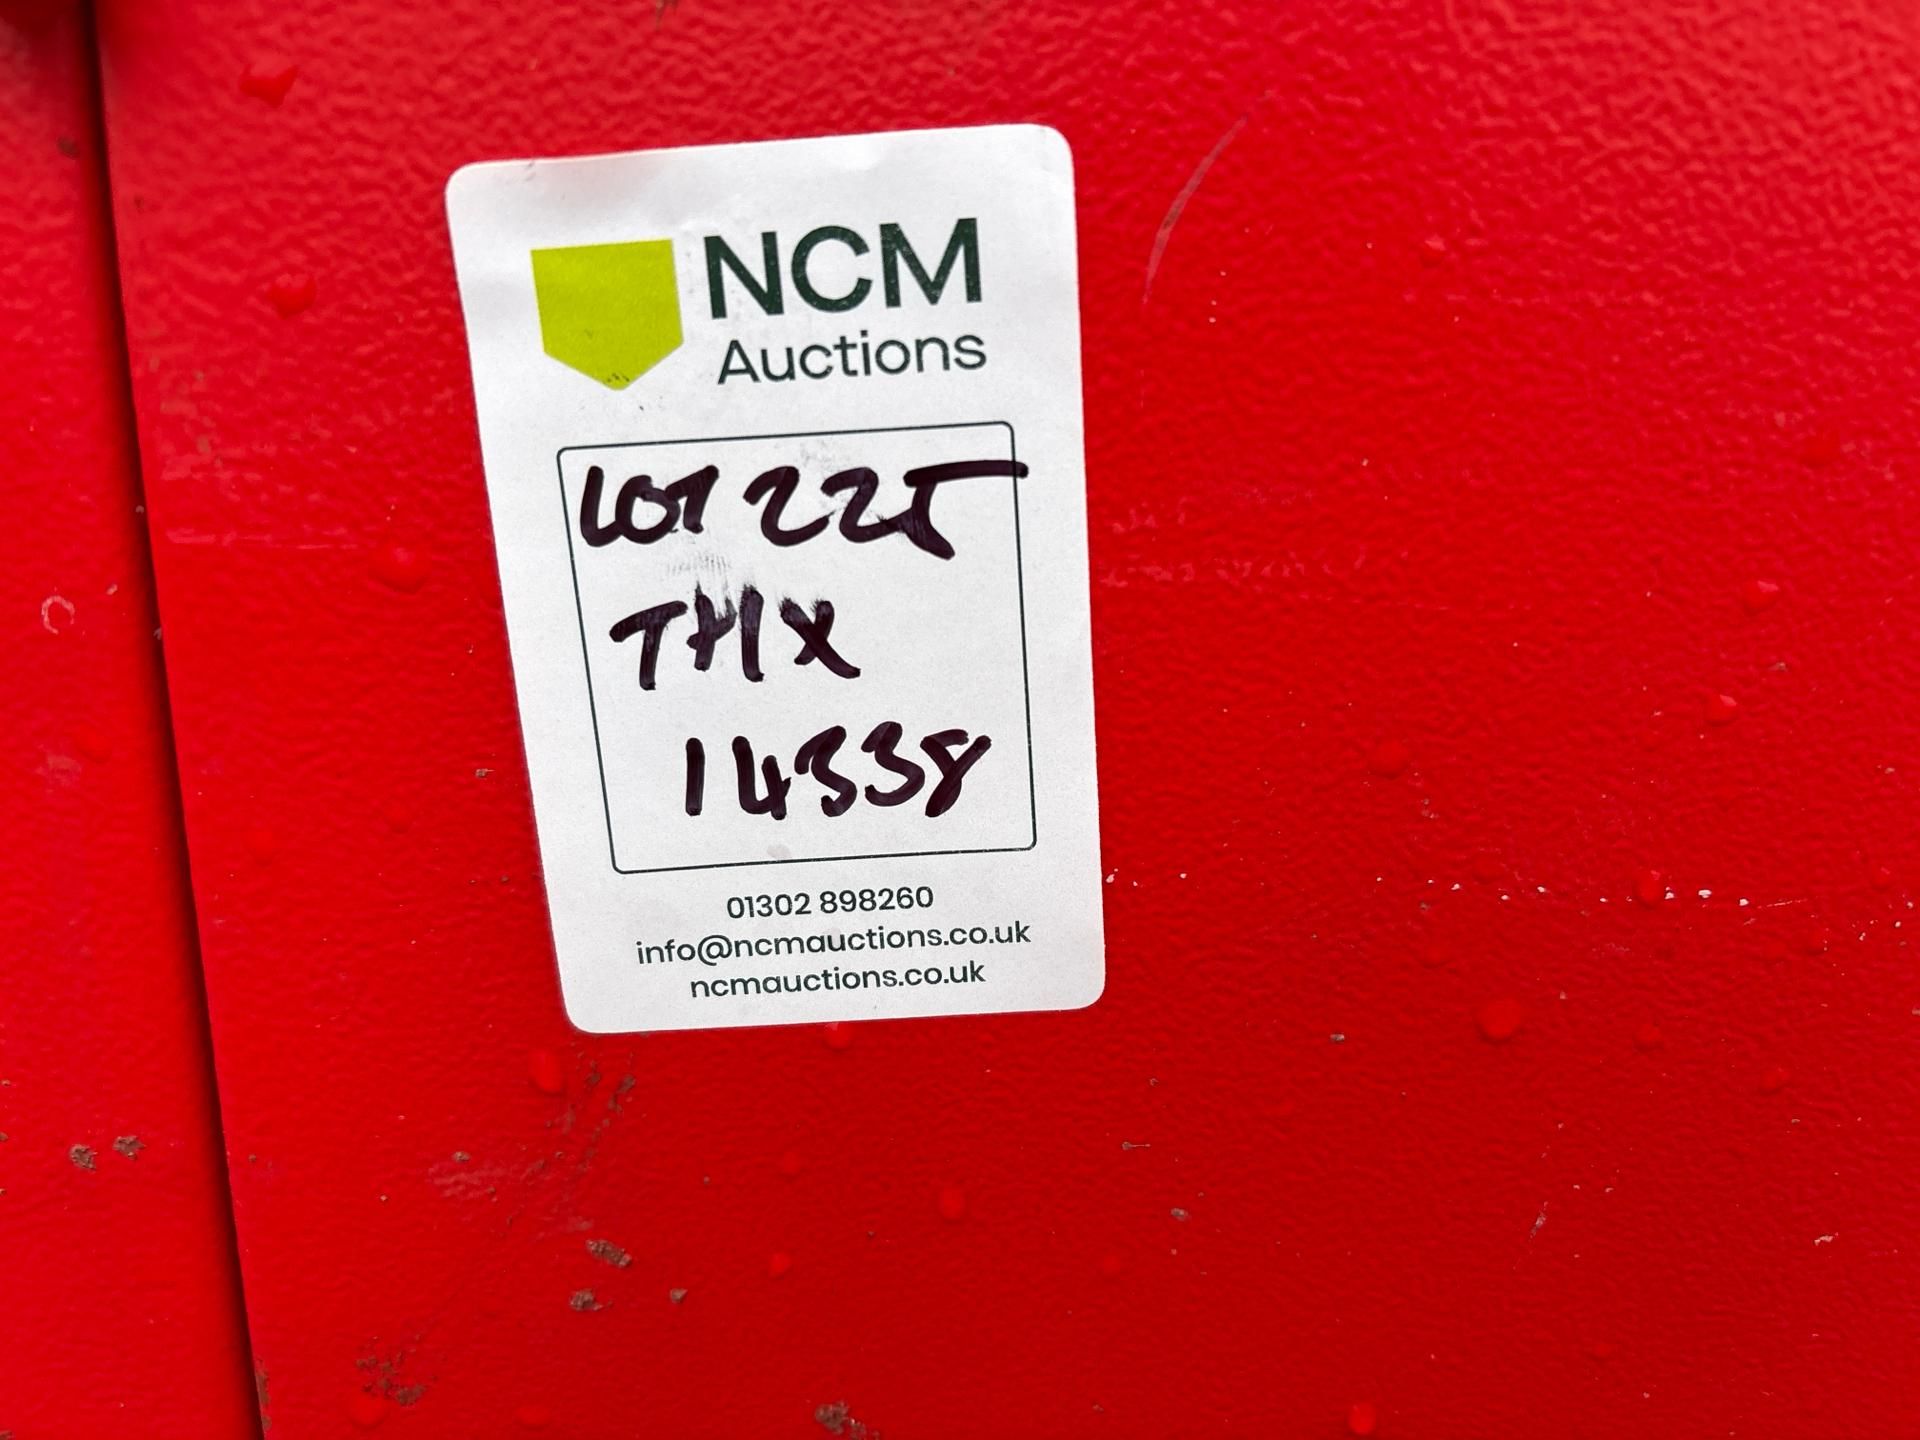 NCM
Auctions
LOT 225
THX
14338
01302 898260
info@ncmauctions.co.uk
ncmauctions.co.uk